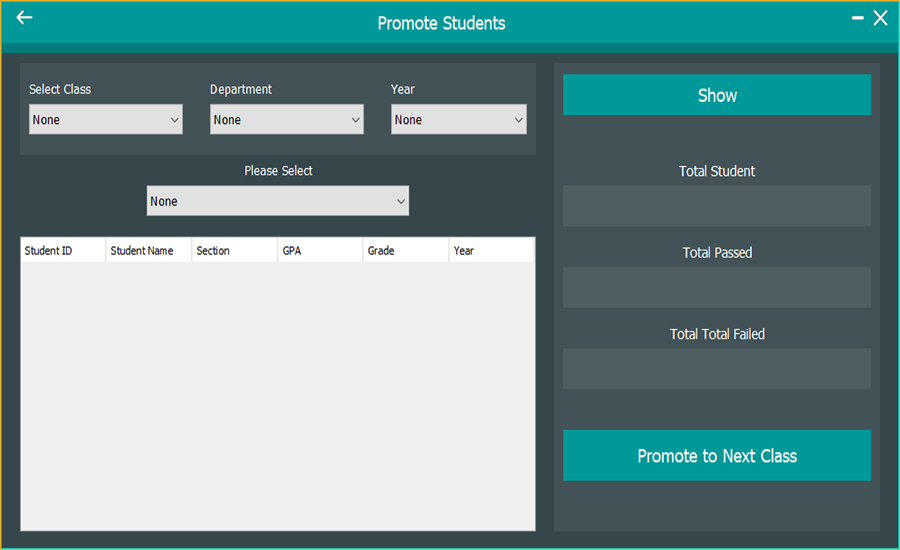 Promote Students
Select Class Department Year
None None None
Please Select
None
Student ID Student Name Section GPA Grade Year
Show
Total Student
Total Passed
Total Total Failed
Promote to Next Class